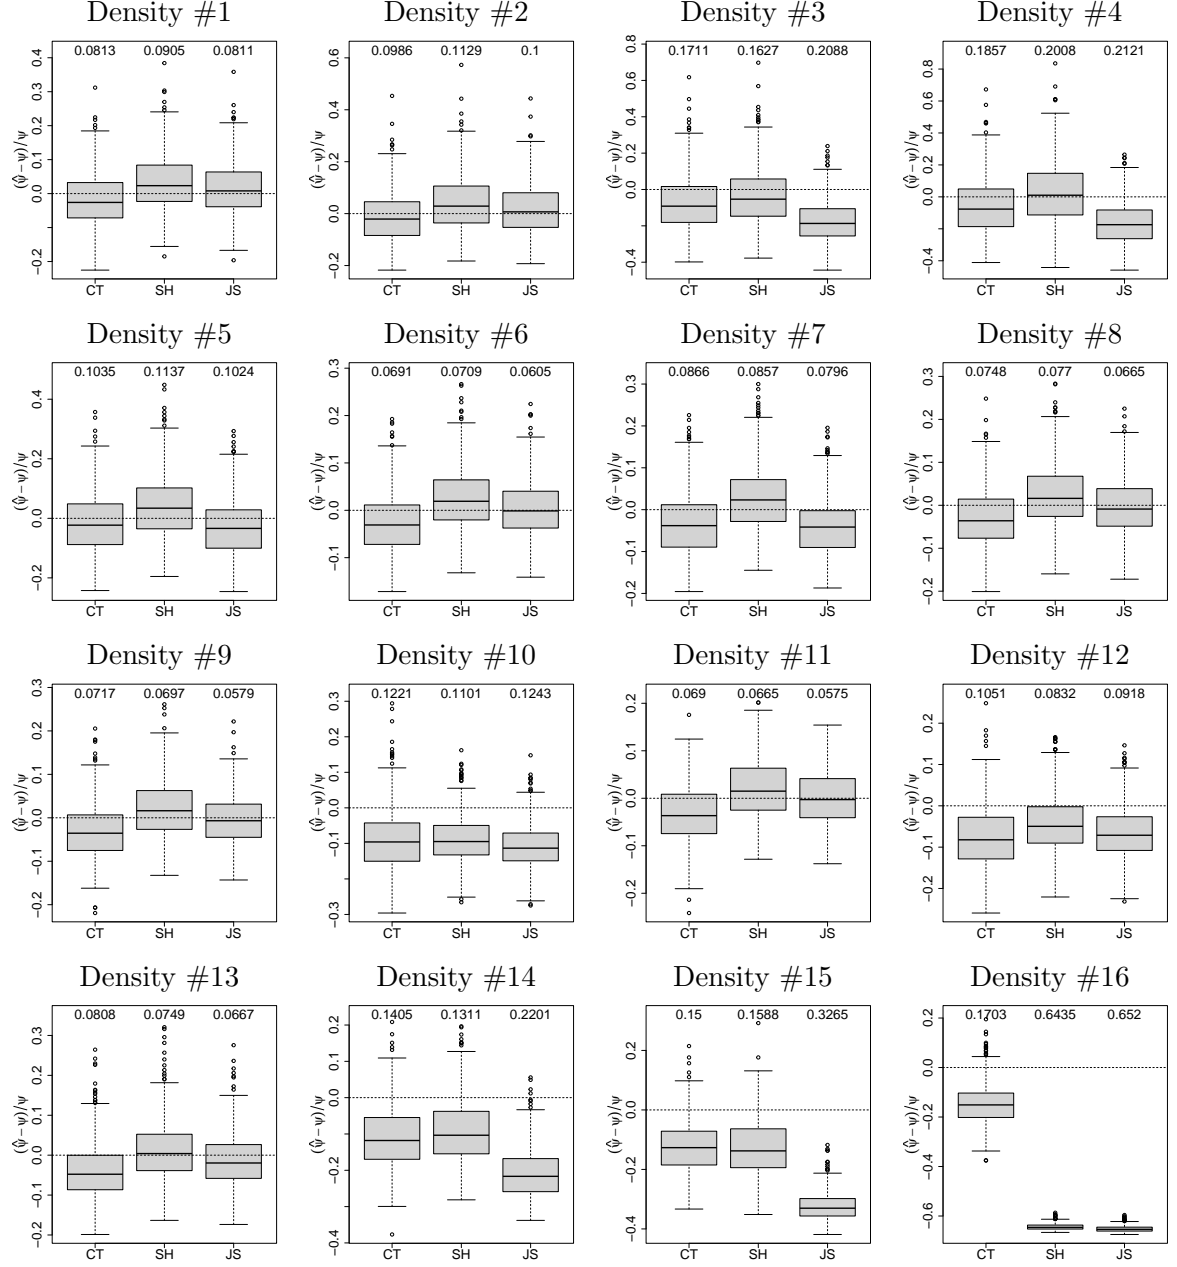 Density #1
0.0813 0.0905 0.0811
0.4
0.3
0.2
0.1
0.0
−0.2
(ψ̂ − ψ)/ψ
CT SH JS
Density #2
0.0986 0.1129 0.1
0.6
0.4
0.2
0.0
−0.2
(ψ̂ − ψ)/ψ
CT SH JS
Density #3
0.1711 0.1627 0.2088
0.8
0.6
0.4
0.2
0.0
−0.4
(ψ̂ − ψ)/ψ
CT SH JS
Density #4
0.1857 0.2008 0.2121
0.8
0.6
0.4
0.2
0.0
−0.4
(ψ̂ − ψ)/ψ
CT SH JS
Density #5
0.1035 0.1137 0.1024
0.4
0.2
0.0
−0.2
(ψ̂ − ψ)/ψ
CT SH JS
Density #6
0.0691 0.0709 0.0605
0.3
0.2
0.1
0.0
−0.1
(ψ̂ − ψ)/ψ
CT SH JS
Density #7
0.0866 0.0857 0.0796
0.3
0.2
0.1
0.0
−0.1
−0.2
(ψ̂ − ψ)/ψ
CT SH JS
Density #8
0.0748 0.077 0.0665
0.3
0.2
0.1
0.0
−0.1
−0.2
(ψ̂ − ψ)/ψ
CT SH JS
Density #9
0.0717 0.0697 0.0579
0.3
0.2
0.1
0.0
−0.1
−0.2
(ψ̂ − ψ)/ψ
CT SH JS
Density #10
0.1221 0.1101 0.1243
0.3
0.2
0.1
0.0
−0.1
−0.3
(ψ̂ − ψ)/ψ
CT SH JS
Density #11
0.069 0.0665 0.0575
0.2
0.1
0.0
−0.1
−0.2
(ψ̂ − ψ)/ψ
CT SH JS
Density #12
0.1051 0.0832 0.0918
0.2
0.1
0.0
−0.1
−0.2
(ψ̂ − ψ)/ψ
CT SH JS
Density #13
0.0808 0.0749 0.0667
0.3
0.2
0.1
0.0
−0.1
−0.2
(ψ̂ − ψ)/ψ
CT SH JS
Density #14
0.1405 0.1311 0.2201
0.2
0.0
−0.2
−0.4
(ψ̂ − ψ)/ψ
CT SH JS
Density #15
0.15 0.1588 0.3265
0.2
0.0
−0.2
−0.4
(ψ̂ − ψ)/ψ
CT SH JS
Density #16
0.1703 0.6435 0.652
0.2
0.0
−0.2
−0.4
−0.6
(ψ̂ − ψ)/ψ
CT SH JS